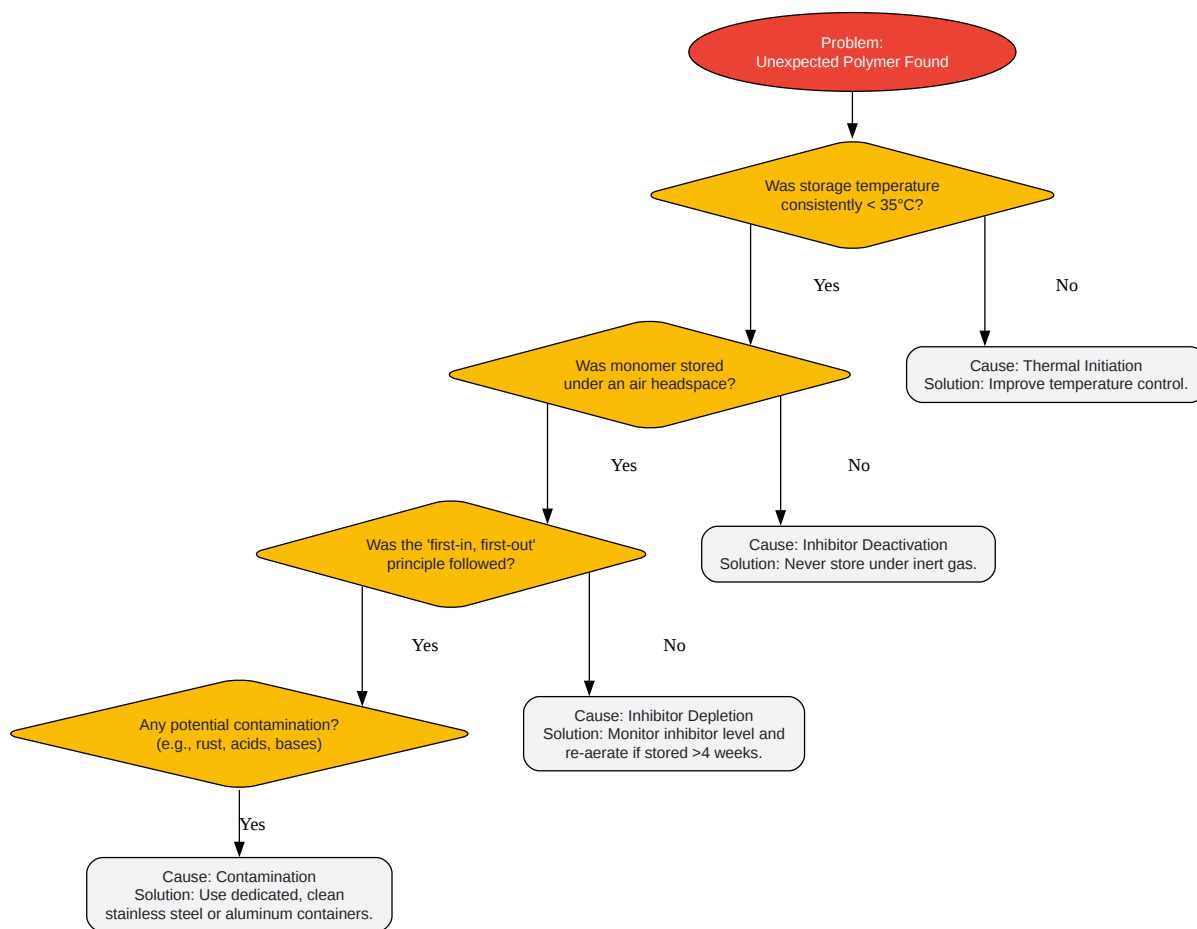 Problem:
Unexpected Polymer Found
Was storage temperature
consistently < 35°C?
Yes
No
Was monomer stored
under an air headspace?
Cause: Thermal Initiation
Solution: Improve temperature control.
Yes
No
Was the 'first-in, first-out'
principle followed?
Cause: Inhibitor Deactivation
Solution: Never store under inert gas.
Yes
No
Any potential contamination?
(e.g., rust, acids, bases)
Cause: Inhibitor Depletion
Solution: Monitor inhibitor level and
re-aerate if stored >4 weeks.
Yes
Cause: Contamination
Solution: Use dedicated, clean
stainless steel or aluminum containers.